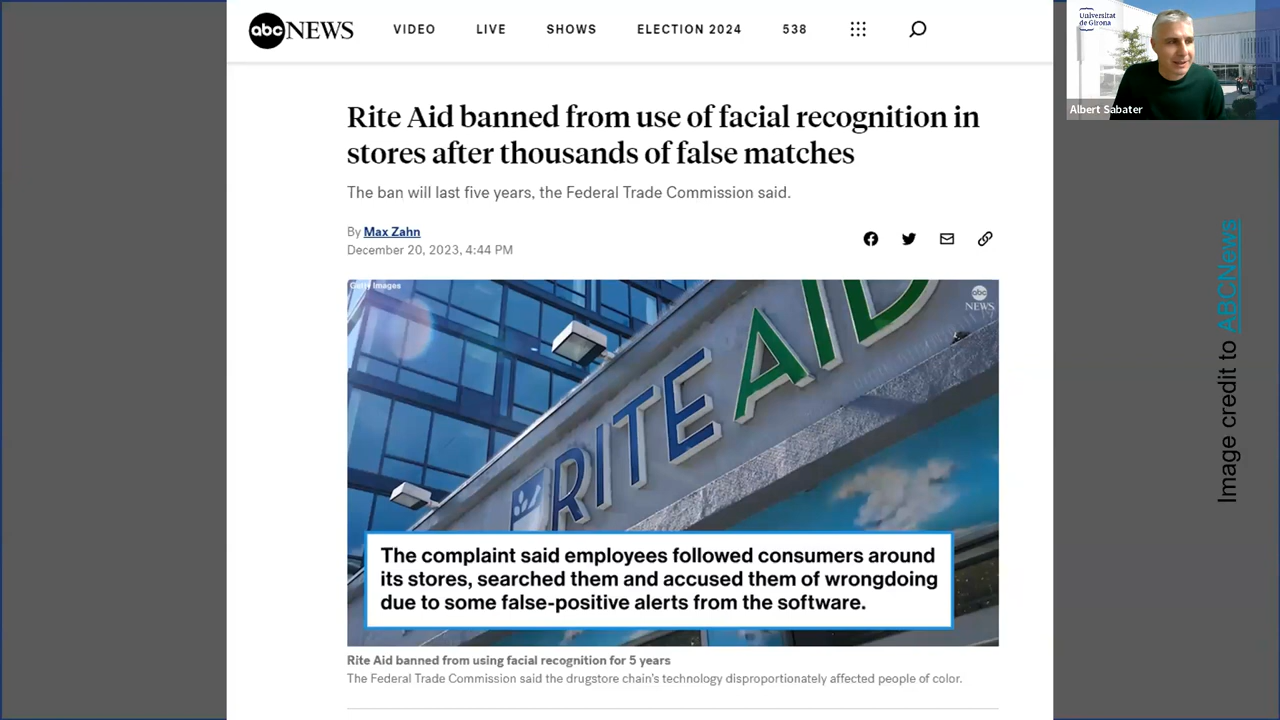 abc NEWS
VIDEO
LIVE
SHOWS
ELECTION 2024
538
Universitat
de Girona
Albert Sabater
Rite Aid banned from use of facial recognition in
stores after thousands of false matches
The ban will last five years, the Federal Trade Commission said.
By Max Zahn
December 20, 2023, 4:44 PM
Getty Images
abc
NEWS
RITE AID
The complaint said employees followed consumers around
its stores, searched them and accused them of wrongdoing
due to some false-positive alerts from the software.
Rite Aid banned from using facial recognition for 5 years
The Federal Trade Commission said the drugstore chain's technology disproportionately affected people of color.
Image credit to ABCNews